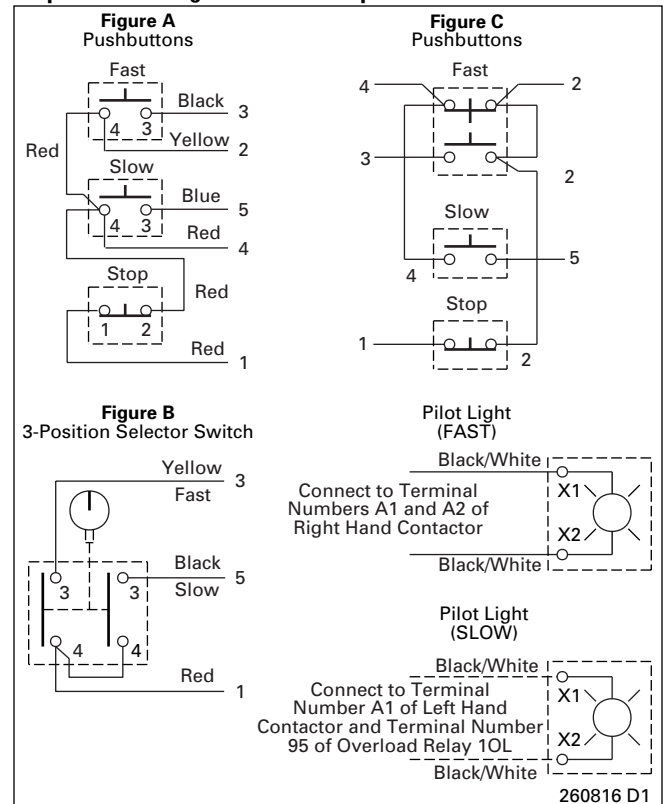 Figure A
Pushbuttons
Fast
Black 3
4 3
Yellow 2
Red
Slow
Blue 5
4 3
Red 4
Stop
Red
1 2
Red 1
Figure C
Pushbuttons
Fast
4
2
3
2
Slow
5
4
Stop
1
2
Figure B
3-Position Selector Switch
Yellow 3
Fast
Black 5
3 3
Slow
4 4
Red 1
Pilot Light
(FAST)
Black/White
X1
Connect to Terminal
Numbers A1 and A2 of
Right Hand Contactor
X2
Black/White
Pilot Light
(SLOW)
Black/White
X1
Connect to Terminal
Number A1 of Left Hand
Contactor and Terminal Number
95 of Overload Relay 1OL
X2
Black/White
260816 D1